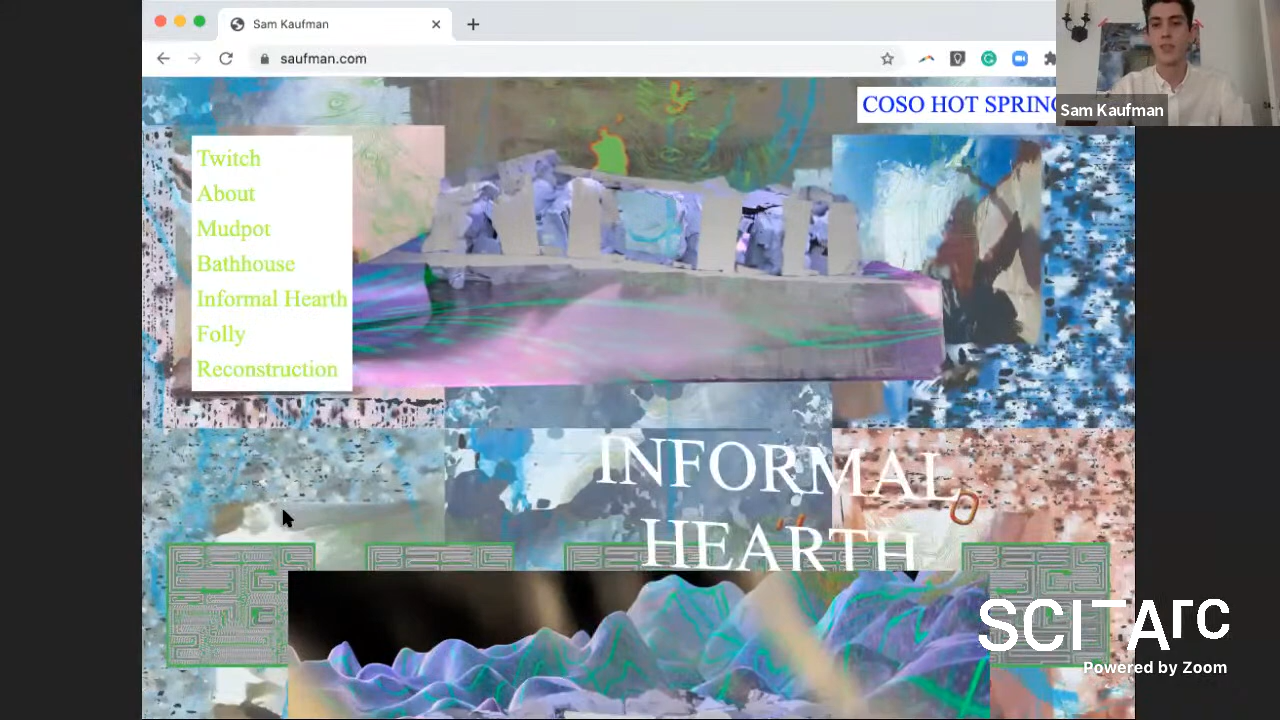 Sam Kaufman
saufman.com
COSO HOT SPRING
Sam Kaufman
Twitch
About
Mudpot
Bathhouse
Informal Hearth
Folly
Reconstruction
INFORMAL
HEARTH
SCI Arc
Powered by Zoom